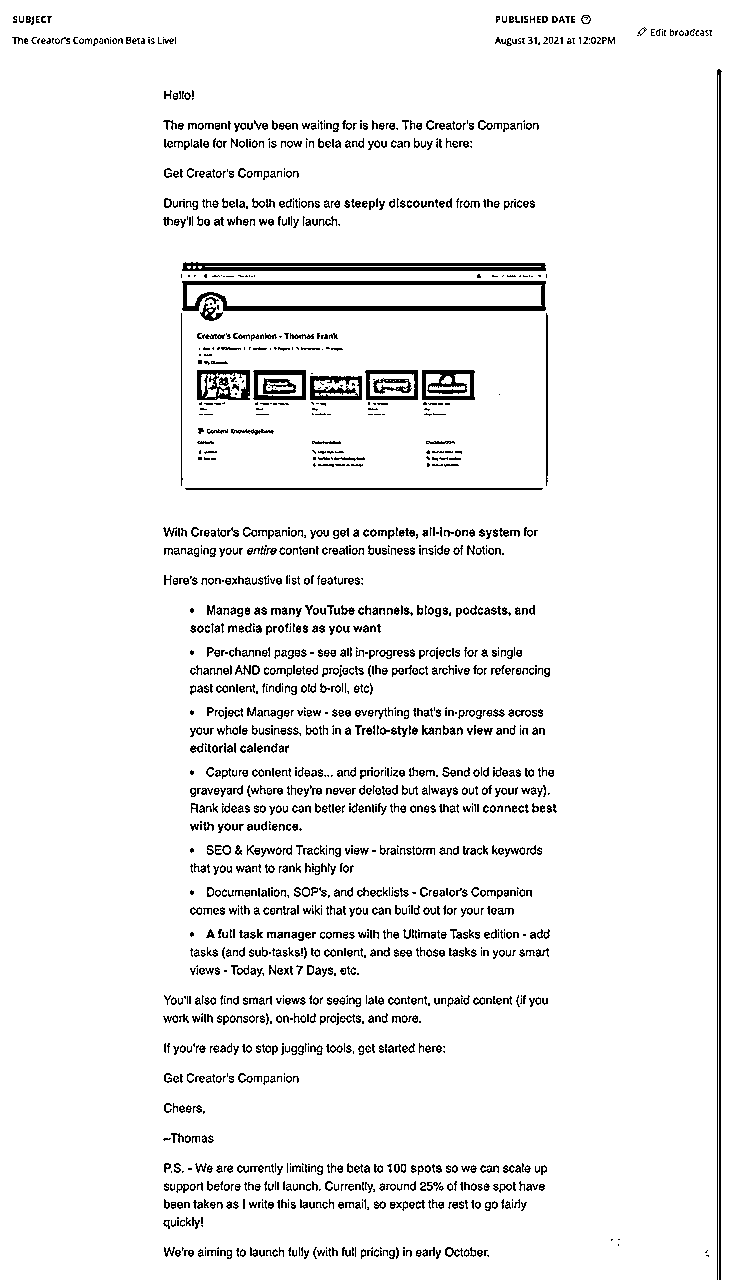 SUBJECT
PUBLISHED DATE
Edit broadcast
The Creator's Companion Beta is Live!
August 31, 2021 at 12:02PM
Hello!
The moment you've been waiting for is here. The Creator's Companion
template for Notion is now in beta and you can buy it here:
Get Creator's Companion
During the beta, both editions are steeply discounted from the prices
they'll be at when we fully launch.
Creator's Companion - Thomas Frank
My Channels
Content Knowledgebase
With Creator's Companion, you get a complete, all-in-one system for
managing your entire content creation business inside of Notion.
Here's non-exhaustive list of features:
• Manage as many YouTube channels, blogs, podcasts, and
social media profiles as you want
• Per-channel pages - see all in-progress projects for a single
channel AND completed projects (the perfect archive for referencing
past content, finding old b-roll, etc)
• Project Manager view - see everything that's in-progress across
your whole business, both in a Trello-style kanban view and in an
editorial calendar
• Capture content ideas... and prioritize them. Send old ideas to the
graveyard (where they're never deleted but always out of your way).
Rank ideas so you can better identify the ones that will connect best
with your audience.
• SEO & Keyword Tracking view - brainstorm and track keywords
that you want to rank highly for
• Documentation, SOP's, and checklists - Creator's Companion
comes with a central wiki that you can build out for your team
• A full task manager comes with the Ultimate Tasks edition - add
tasks (and sub-tasks!) to content, and see those tasks in your smart
views - Today, Next 7 Days, etc.
You'll also find smart views for seeing late content, unpaid content (if you
work with sponsors), on-hold projects, and more.
If you're ready to stop juggling tools, get started here:
Get Creator's Companion
Cheers,
~Thomas
P.S. - We are currently limiting the beta to 100 spots so we can scale up
support before the full launch. Currently, around 25% of those spot have
been taken as I write this launch email, so expect the rest to go fairly
quickly!
We're aiming to launch fully (with full pricing) in early October.